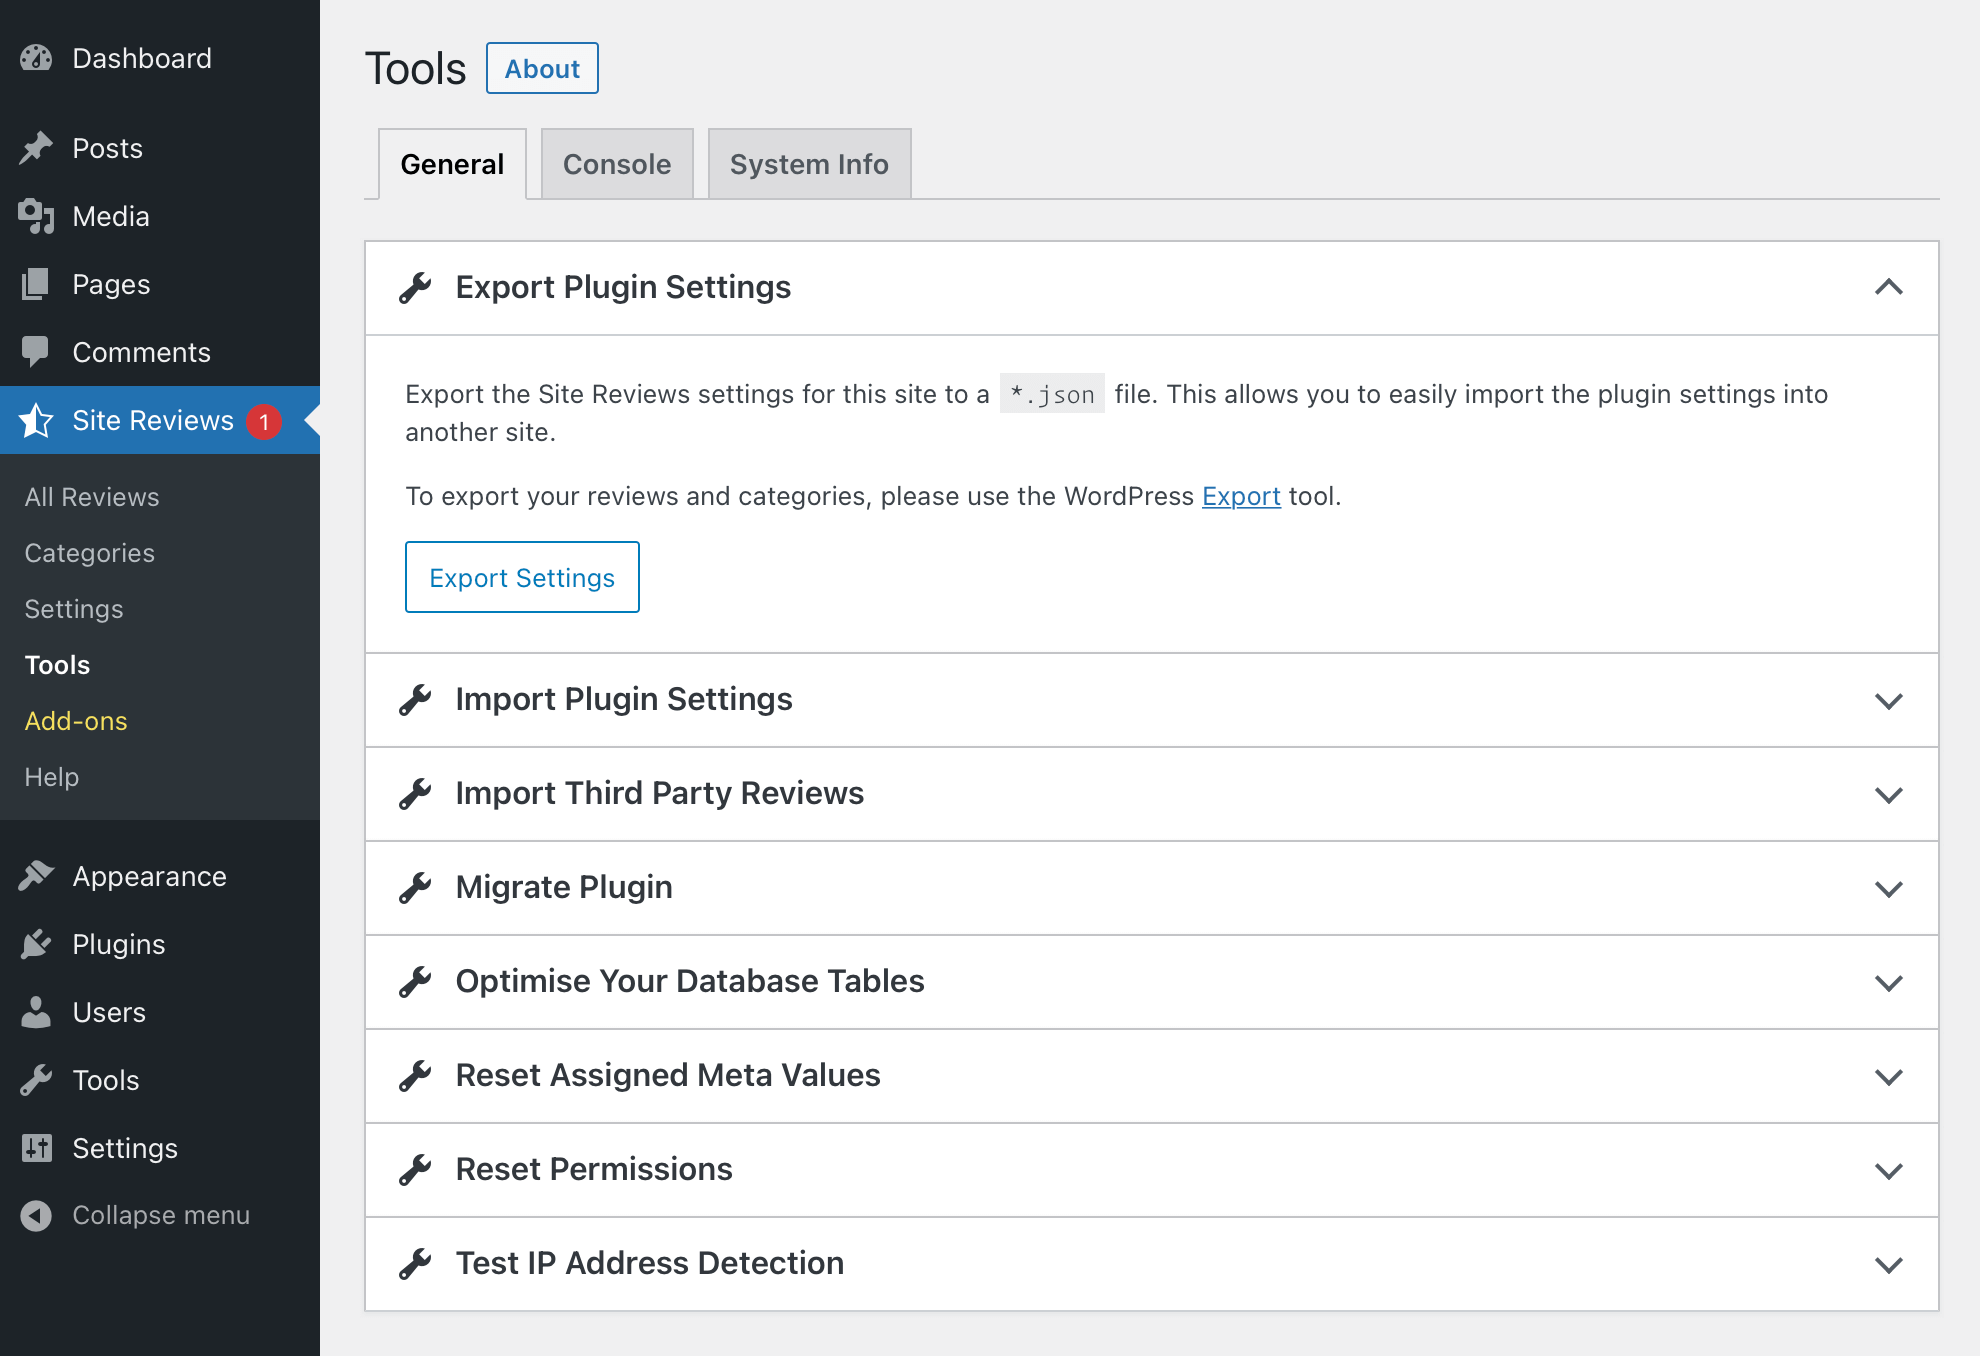 Dashboard
Posts
Media
Pages
Comments
Site Reviews 1
All Reviews
Categories
Settings
Tools
Add-ons
Help
Appearance
Plugins
Users
Tools
Settings
Collapse menu
Tools About
General Console System Info
Export Plugin Settings
Export the Site Reviews settings for this site to a *.json file. This allows you to easily import the plugin settings into
another site.
To export your reviews and categories, please use the WordPress Export tool.
Export Settings
Import Plugin Settings
Import Third Party Reviews
Migrate Plugin
Optimise Your Database Tables
Reset Assigned Meta Values
Reset Permissions
Test IP Address Detection